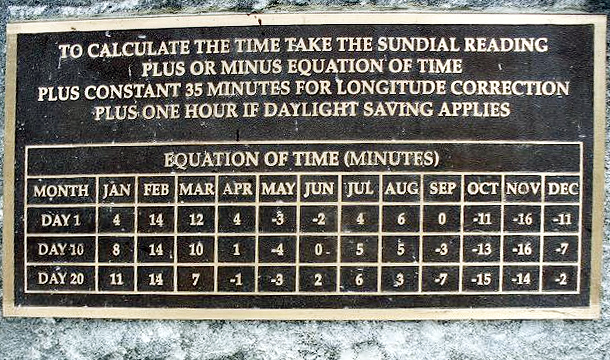 TO CALCULATE THE TIME TAKE THE SUNDIAL READING
PLUS OR MINUS EQUATION OF TIME
PLUS CONSTANT 35 MINUTES FOR LONGITUDE CORRECTION
PLUS ONE HOUR IF DAYLIGHT SAVING APPLIES
EQUATION OF TIME (MINUTES)
MONTH JAN FEB MAR APR MAY JUN JUL AUG SEP OCT NOV DEC
DAY 1 4 14 12 4 -3 -2 4 6 0 -11 -16 -11
DAY 10 8 14 10 1 -4 0 5 5 -3 -13 -16 -7
DAY 20 11 14 7 -1 -3 2 6 3 -7 -15 -14 -2